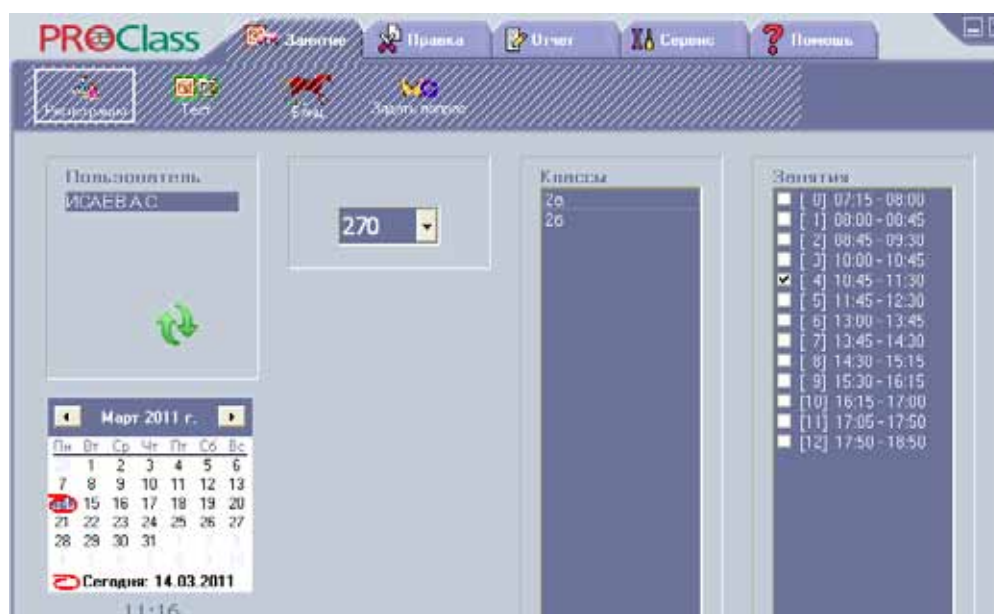 PROClass
Занятие
Правка
Отчет
Сервис
Помощь
Регистрация
Тест
Блиц
Задать вопрос
Пользователь
ИСАЕВ А С
270
Классы
2а
2б
Занятия
[ 0] 07:15 - 08:00
[ 1] 08:00 - 08:45
[ 2] 08:45 - 09:30
[ 3] 10:00 - 10:45
[ 4] 10:45 - 11:30
[ 5] 11:45 - 12:30
[ 6] 13:00 - 13:45
[ 7] 13:45 - 14:30
[ 8] 14:30 - 15:15
[ 9] 15:30 - 16:15
[10] 16:15 - 17:00
[11] 17:05 - 17:50
[12] 17:50 - 18:50
Март 2011 г.
Пн Вт Ср Чт Пт Сб Вс
1 2 3 4 5 6
7 8 9 10 11 12 13
15 16 17 18 19 20
21 22 23 24 25 26 27
28 29 30 31
Сегодня: 14.03.2011
11:16